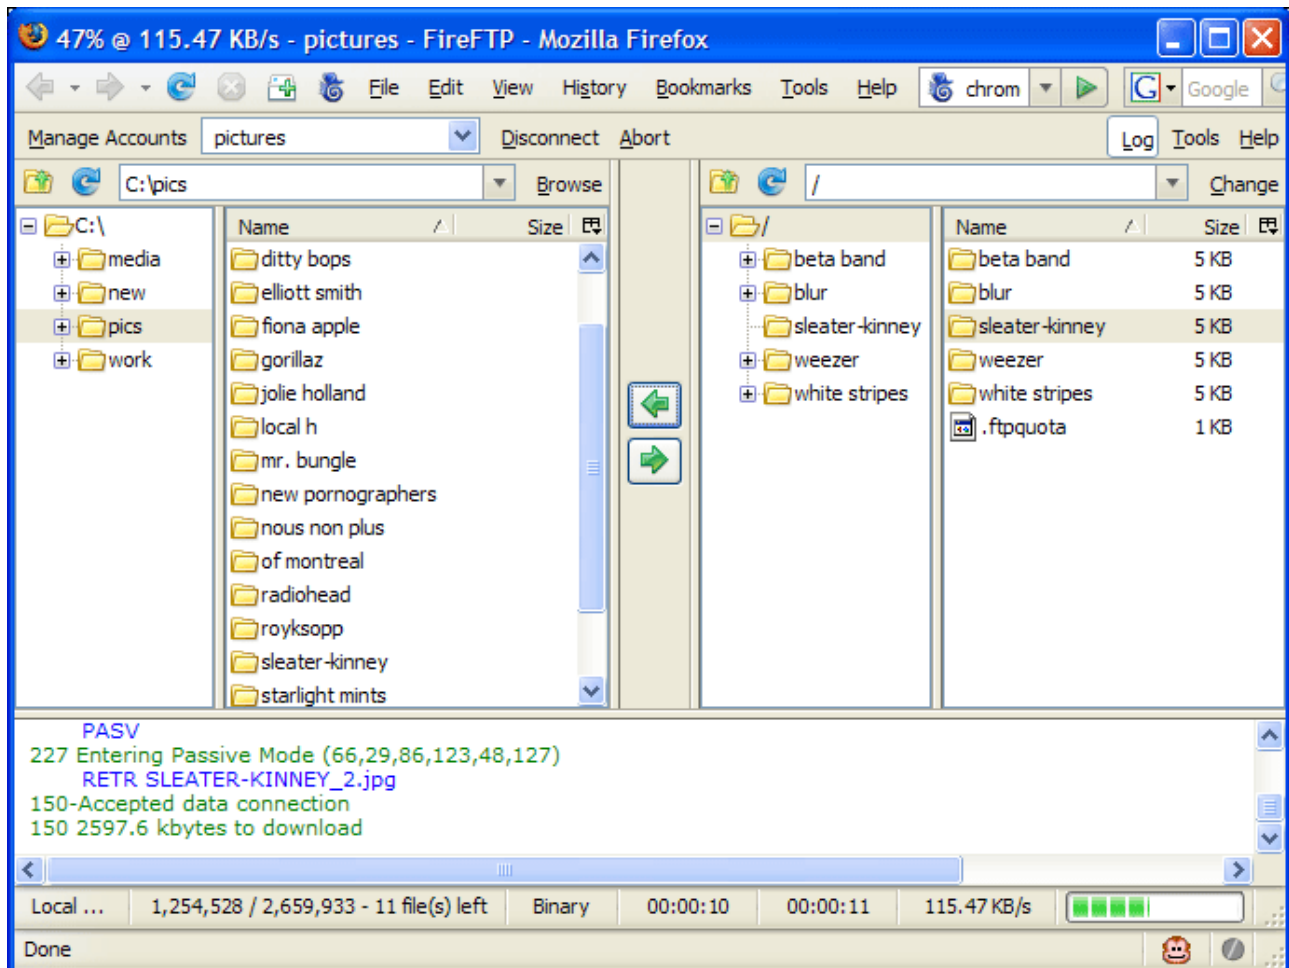 47% @ 115.47 KB/s - pictures - FireFTP - Mozilla Firefox
File Edit View History Bookmarks Tools Help chrom G Google
Manage Accounts pictures Disconnect Abort Log Tools Help
C:\pics Browse / Change
C:\ Name Size / Name Size
media ditty bops beta band beta band 5 KB
new elliott smith blur blur 5 KB
pics fiona apple sleater-kinney sleater-kinney 5 KB
work gorillaz weezer weezer 5 KB
jolie holland white stripes white stripes 5 KB
local h .ftpquota 1 KB
mr. bungle
new pornographers
nous non plus
of montreal
radiohead
royksopp
sleater-kinney
starlight mints
PASV
227 Entering Passive Mode (66,29,86,123,48,127)
RETR SLEATER-KINNEY_2.jpg
150-Accepted data connection
150 2597.6 kbytes to download
Local ... 1,254,528 / 2,659,933 - 11 file(s) left Binary 00:00:10 00:00:11 115.47 KB/s
Done